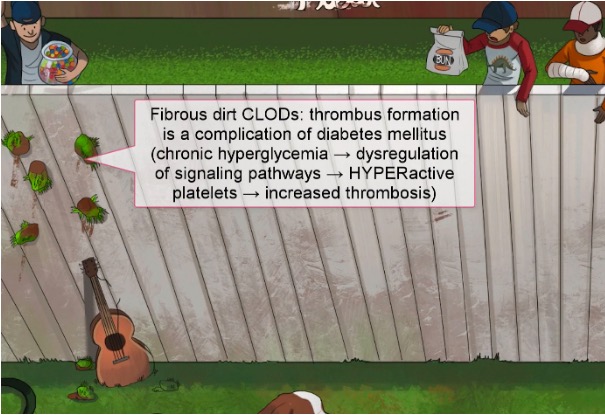 BUN
Fibrous dirt CLODs: thrombus formation
is a complication of diabetes mellitus
(chronic hyperglycemia → dysregulation
of signaling pathways → HYPERactive
platelets → increased thrombosis)